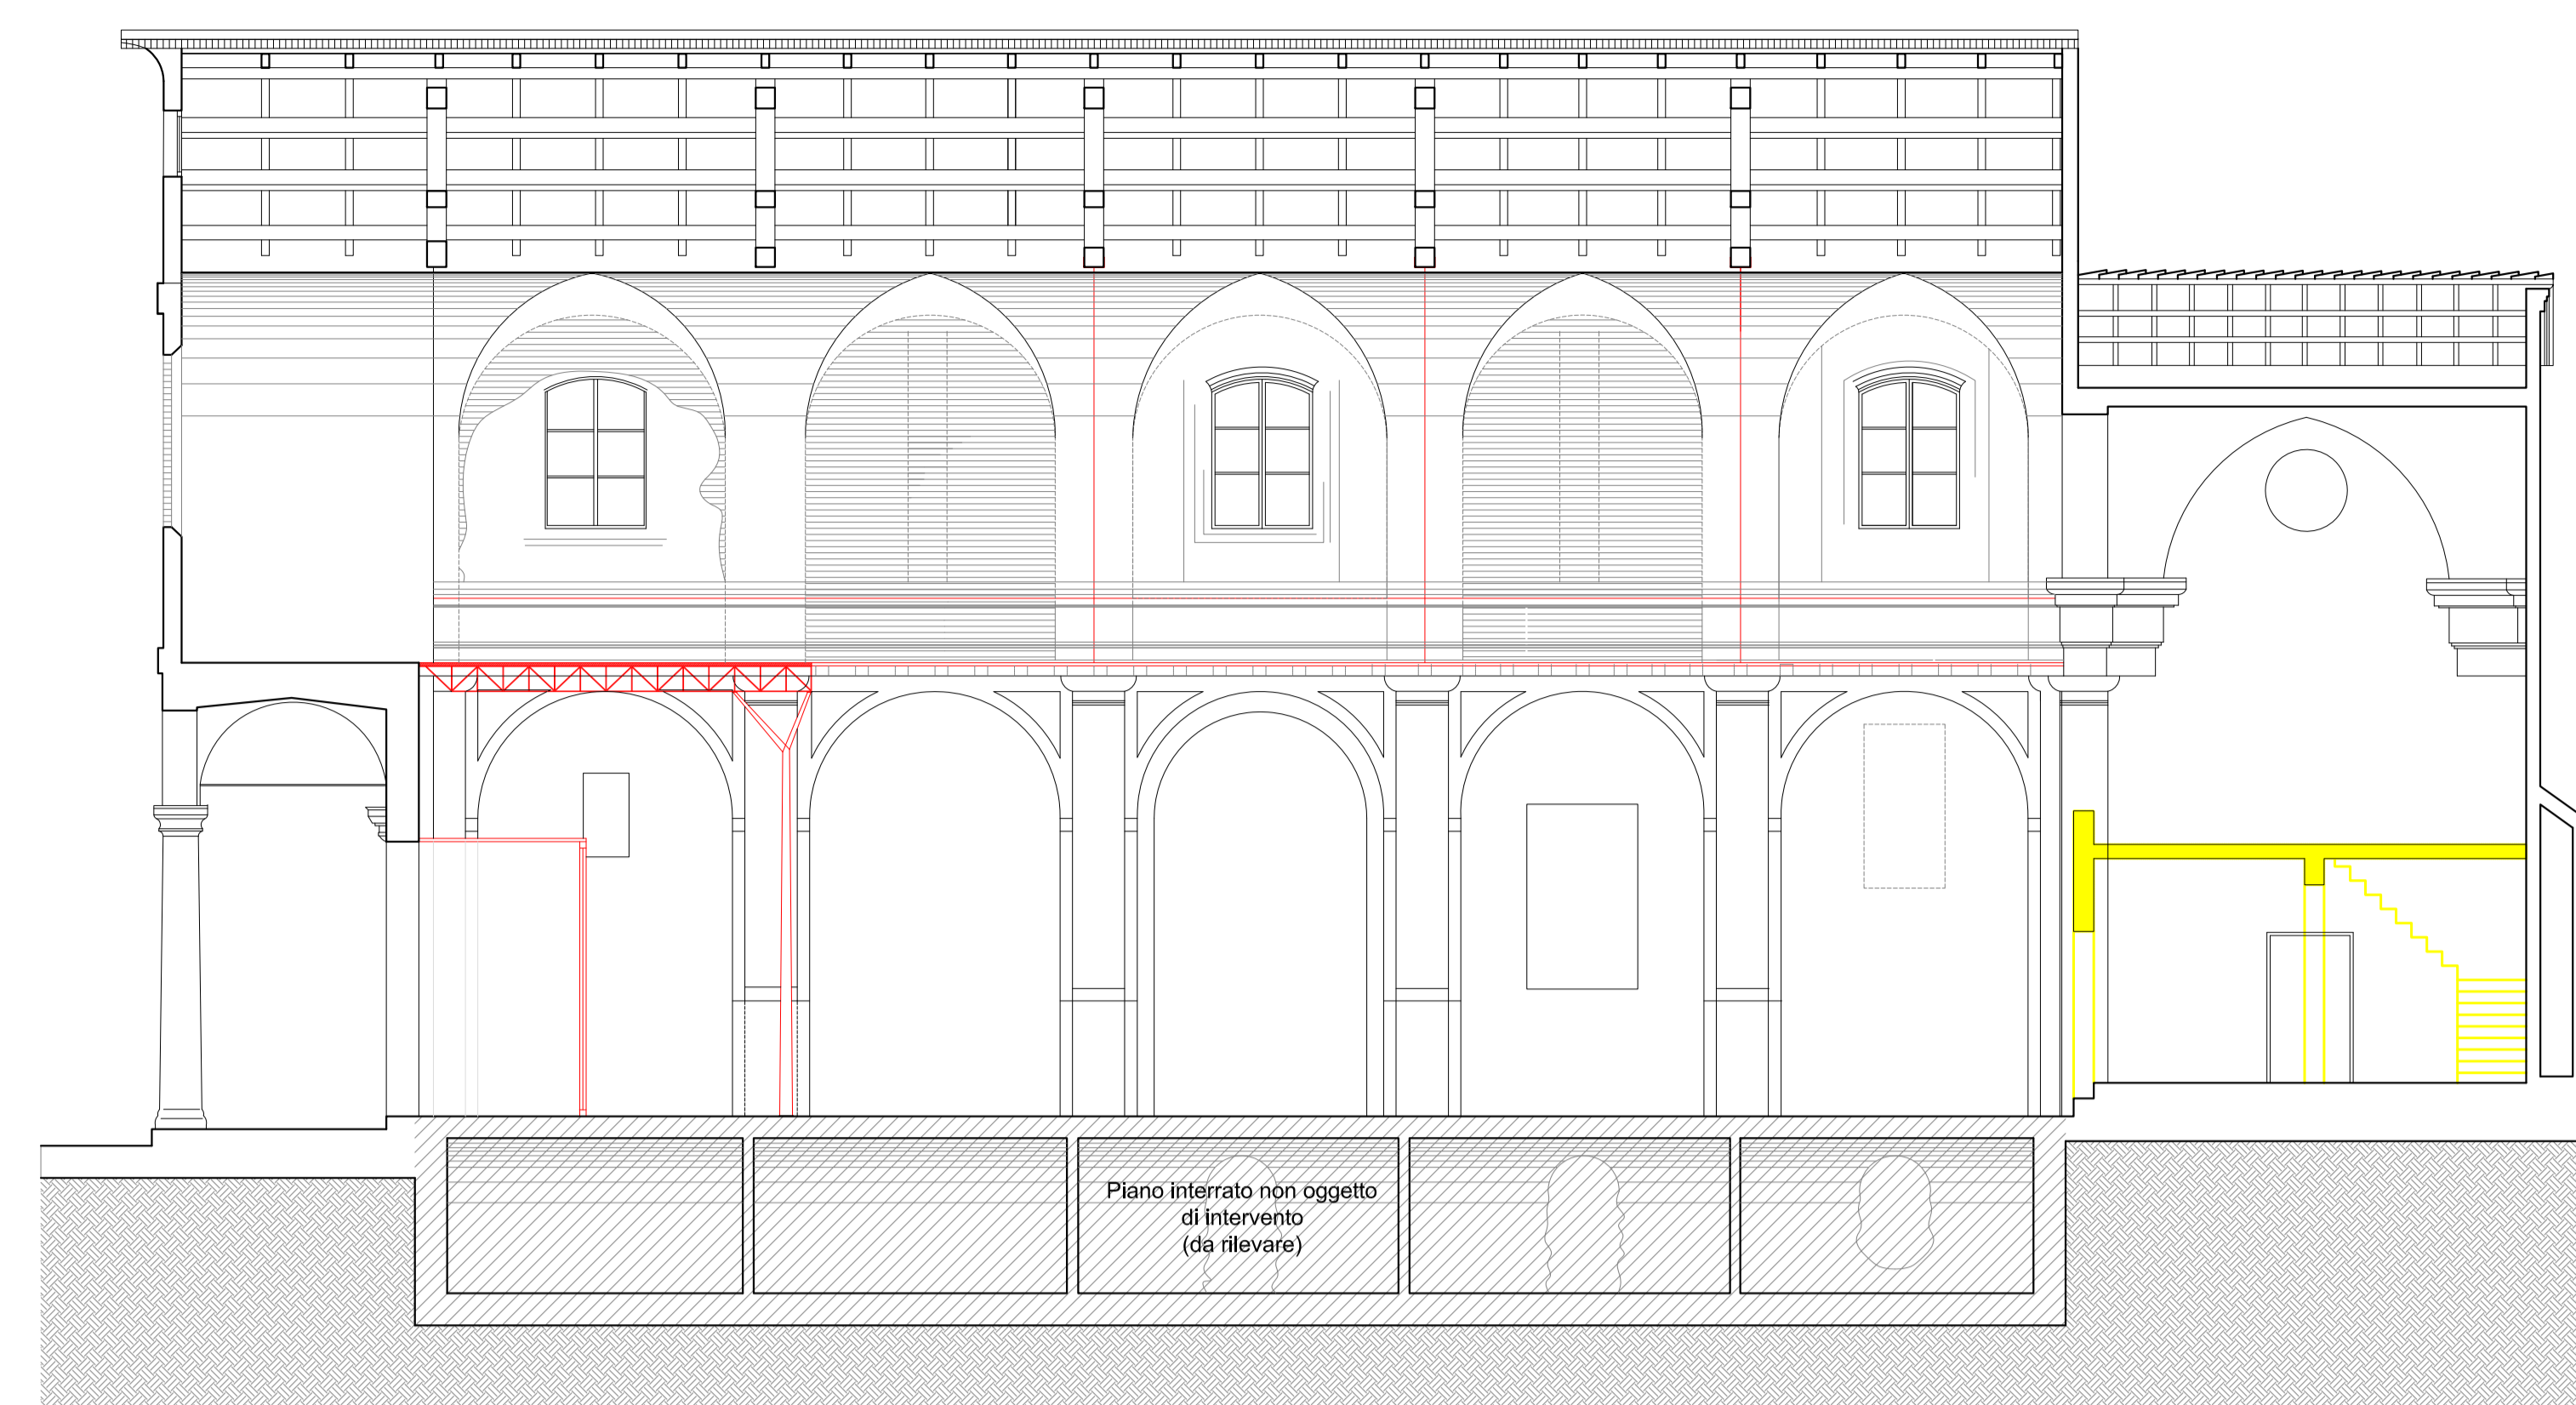 Piano interrato non oggetto
di intervento
(da rilevare)